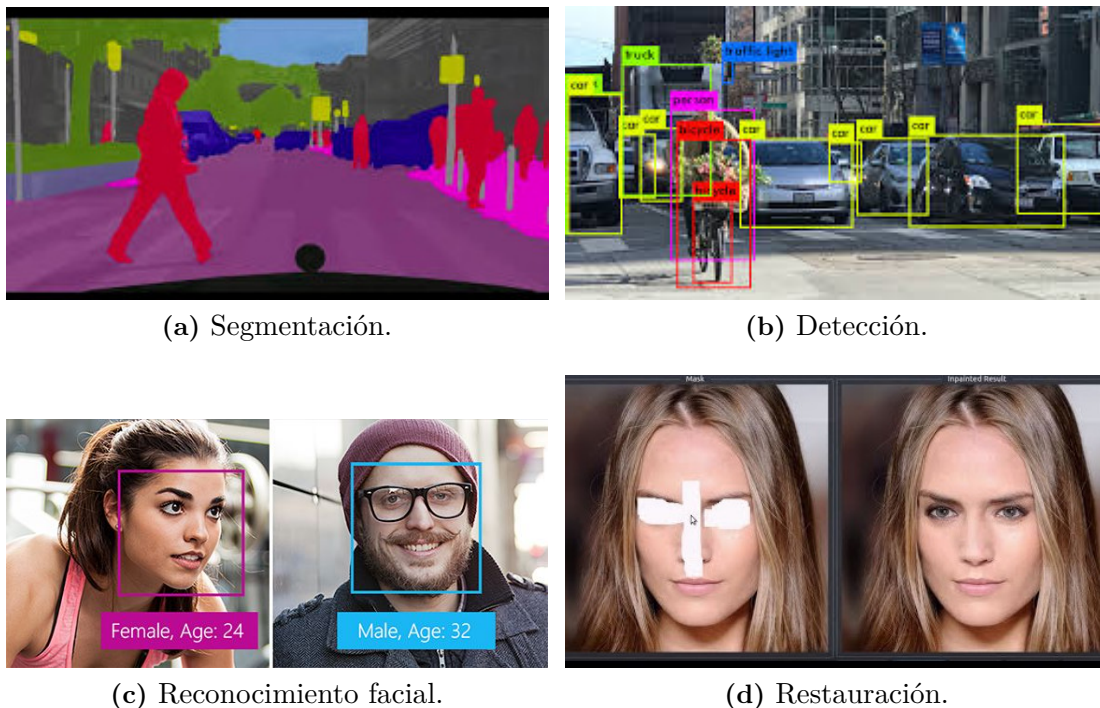 truck
traffic light
car
person
car
car
bicycle
car
car
car
car
car
bicycle
(a) Segmentación.
(b) Detección.
Mask
Inpainted Result
Female, Age: 24
Male, Age: 32
(c) Reconocimiento facial.
(d) Restauración.